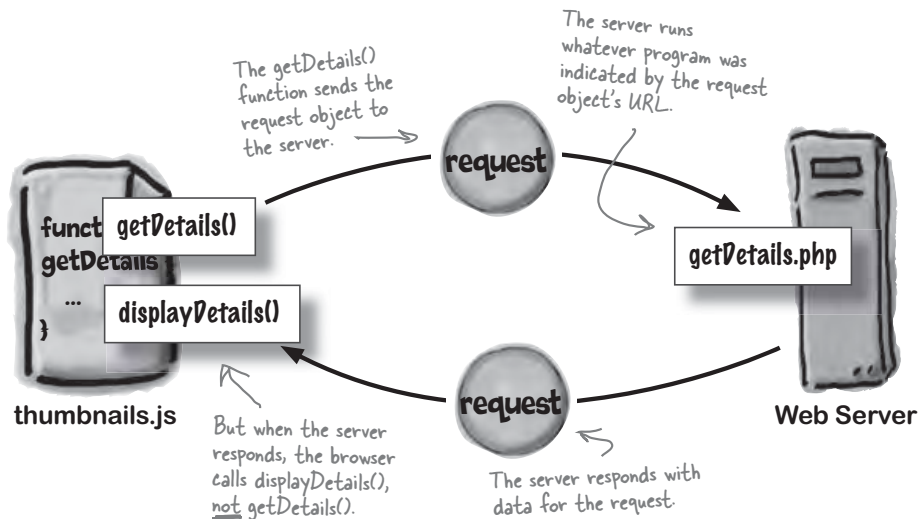 The getDetails()
function sends the
request object to
the server.
The server runs
whatever program was
indicated by the request
object's URL.
request
funct
getDetails
...
}
getDetails()
displayDetails()
getDetails.php
thumbnails.js
But when the server
responds, the browser
calls displayDetails(),
not getDetails().
request
The server responds with
data for the request.
Web Server